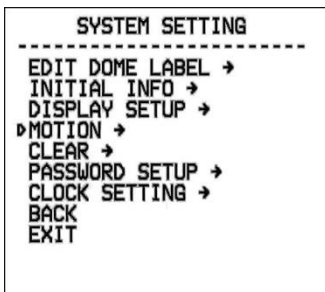 SYSTEM SETTING
EDIT DOME LABEL →
INITIAL INFO →
DISPLAY SETUP →
MOTION →
CLEAR →
PASSWORD SETUP →
CLOCK SETTING →
BACK
EXIT